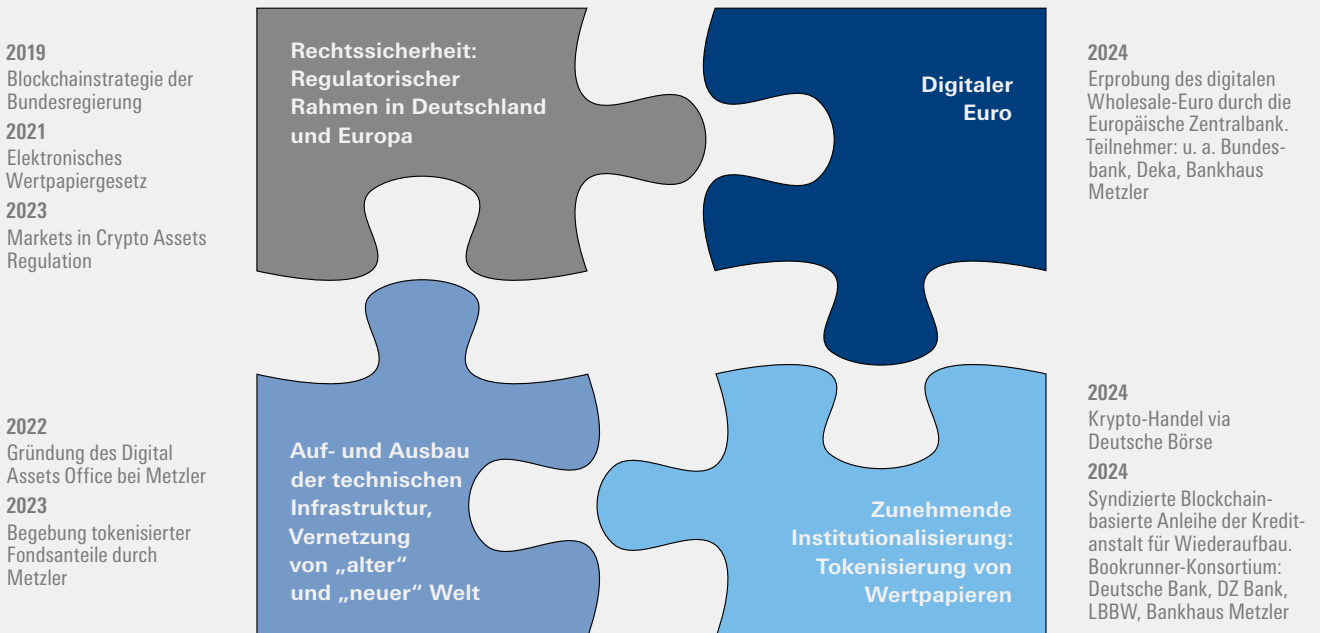 2019
Blockchainstrategie der
Bundesregierung
2021
Elektronisches
Wertpapiergesetz
2023
Markets in Crypto Assets
Regulation
Rechtssicherheit:
Regulatorischer
Rahmen in Deutschland
und Europa
Digitaler
Euro
2024
Erprobung des digitalen
Wholesale-Euro durch die
Europäische Zentralbank.
Teilnehmer: u. a. Bundes-
bank, Deka, Bankhaus
Metzler
2022
Gründung des Digital
Assets Office bei Metzler
2023
Begebung tokenisierter
Fondsanteile durch
Metzler
Auf- und Ausbau
der technischen
Infrastruktur,
Vernetzung
von „alter“
und „neuer“ Welt
Zunehmende
Institutionalisierung:
Tokenisierung von
Wertpapieren
2024
Krypto-Handel via
Deutsche Börse
2024
Syndizierte Blockchain-
basierte Anleihe der Kredit-
anstalt für Wiederaufbau.
Bookrunner-Konsortium:
Deutsche Bank, DZ Bank,
LBBW, Bankhaus Metzler